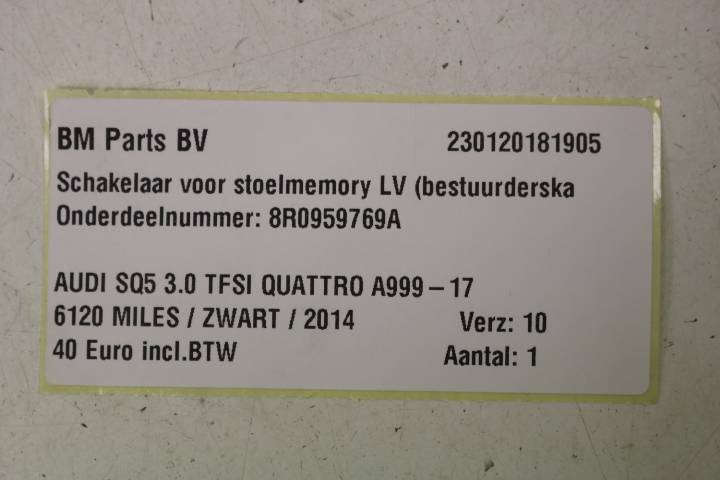 BM Parts BV 230120181905
Schakelaar voor stoelmemory LV (bestuurderska
Onderdeelnummer: 8R0959769A
AUDI SQ5 3.0 TFSI QUATTRO A999-17
6120 MILES / ZWART / 2014 Verz: 10
40 Euro incl.BTW Aantal: 1